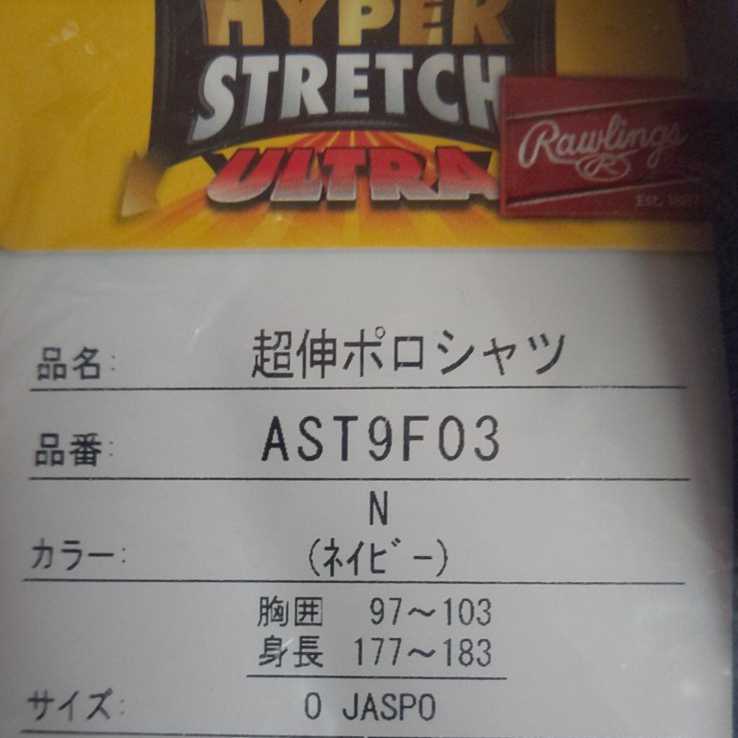 HYPER
STRETCH
ULTRA
Rawlings
R
Est. 1887
品名: 超伸ポロシャツ
品番: AST9F03
N
カラー: (ネイビー)
胸囲 97～103
身長 177～183
サイズ: O JASPO